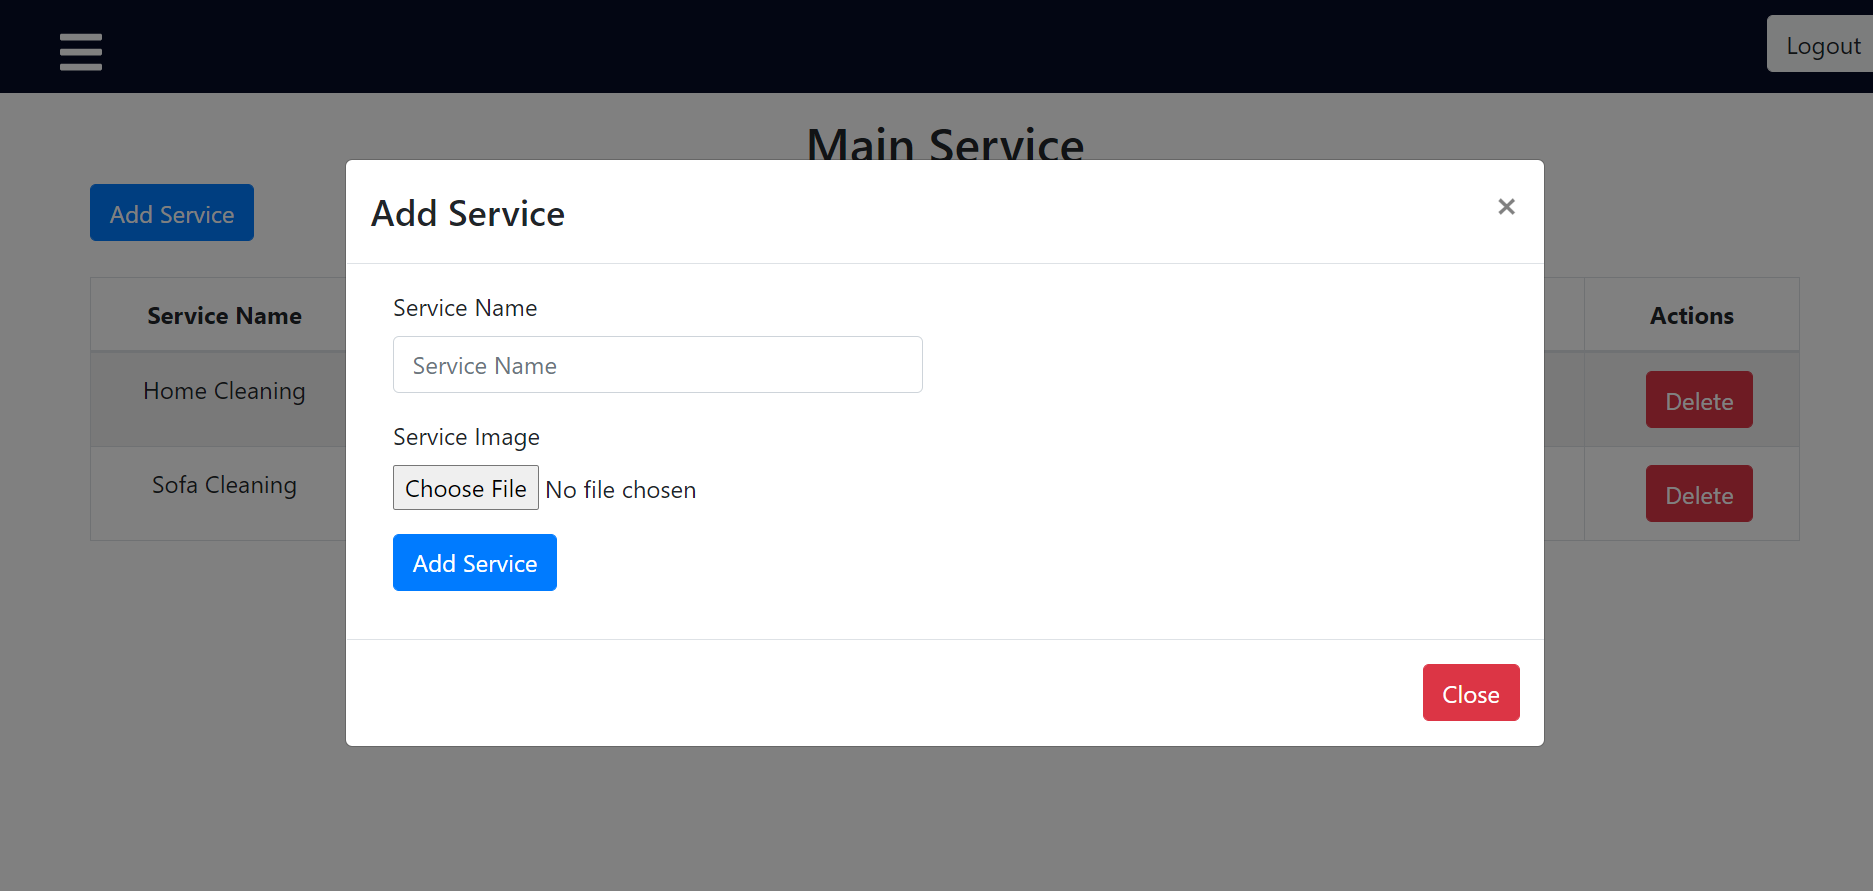 Logout
Main Service
Add Service
Add Service
×
Service Name
Actions
Service Name
Service Name
Home Cleaning
Delete
Service Image
Choose File No file chosen
Sofa Cleaning
Delete
Add Service
Close